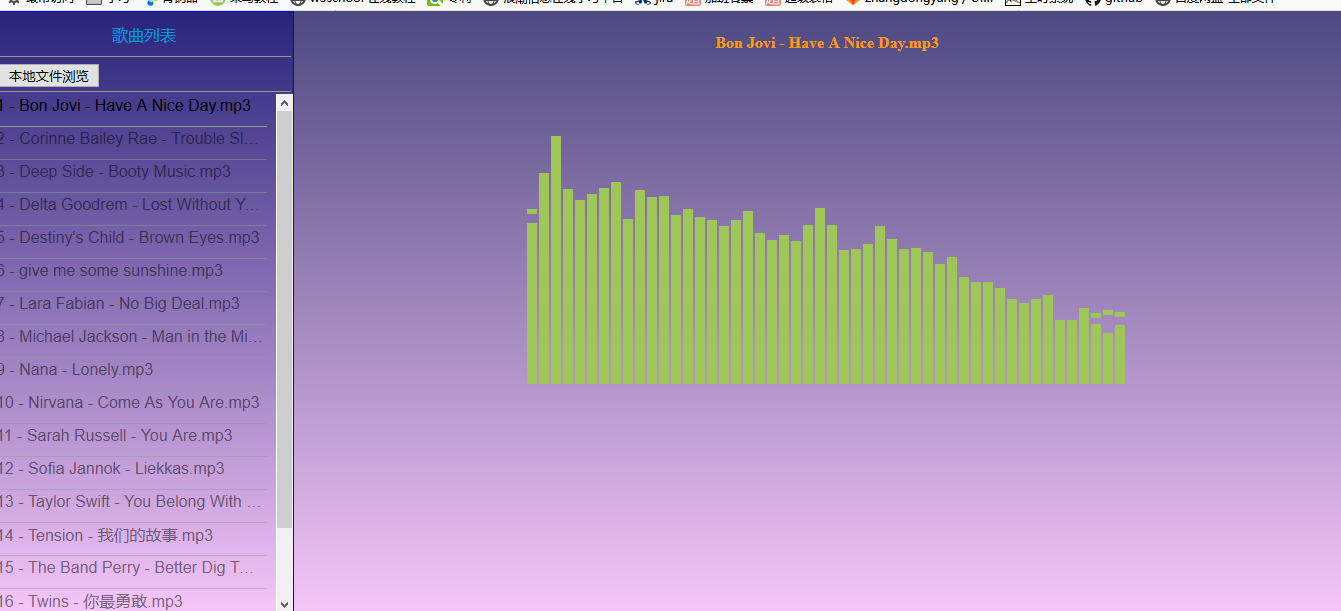 歌曲列表
本地文件浏览
1 - Bon Jovi - Have A Nice Day.mp3
2 - Corinne Bailey Rae - Trouble Sl...
3 - Deep Side - Booty Music.mp3
4 - Delta Goodrem - Lost Without Y...
5 - Destiny's Child - Brown Eyes.mp3
6 - give me some sunshine.mp3
7 - Lara Fabian - No Big Deal.mp3
8 - Michael Jackson - Man in the Mi...
9 - Nana - Lonely.mp3
10 - Nirvana - Come As You Are.mp3
11 - Sarah Russell - You Are.mp3
12 - Sofia Jannok - Liekkas.mp3
13 - Taylor Swift - You Belong With ...
14 - Tension - 我们的故事.mp3
15 - The Band Perry - Better Dig T...
16 - Twins - 你最勇敢.mp3
Bon Jovi - Have A Nice Day.mp3